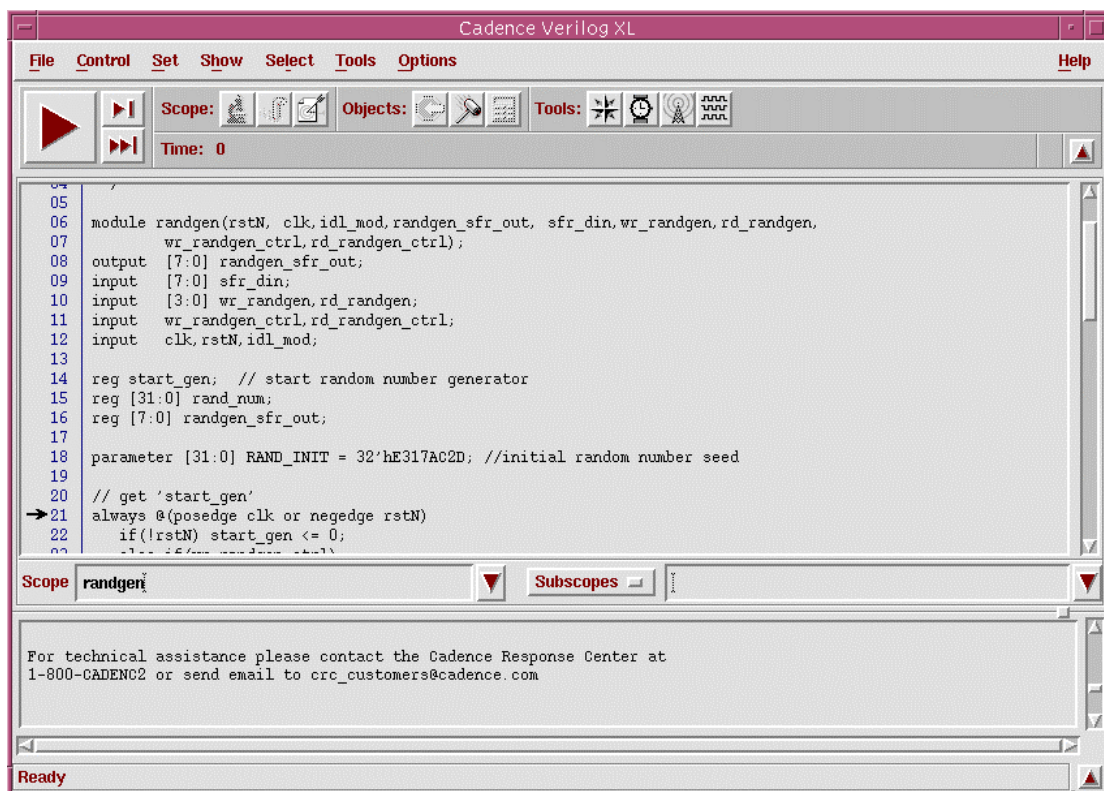 Cadence Verilog XL
File Control Set Show Select Tools Options Help
Scope: Objects: Tools:
Time: 0
04 /
05
06 module randgen(rstN, clk,idl_mod,randgen_sfr_out, sfr_din,wr_randgen,rd_randgen,
07 wr_randgen_ctrl,rd_randgen_ctrl);
08 output [7:0] randgen_sfr_out;
09 input [7:0] sfr_din;
10 input [3:0] wr_randgen,rd_randgen;
11 input wr_randgen_ctrl,rd_randgen_ctrl;
12 input clk,rstN,idl_mod;
13
14 reg start_gen; // start random number generator
15 reg [31:0] rand_num;
16 reg [7:0] randgen_sfr_out;
17
18 parameter [31:0] RAND_INIT = 32'hE317AC2D; //initial random number seed
19
20 // get 'start_gen'
21 always @(posedge clk or negedge rstN)
22 if(!rstN) start_gen <= 0;
Scope randgen Subscopes
For technical assistance please contact the Cadence Response Center at
1-800-CADENC2 or send email to crc_customers@cadence.com
Ready